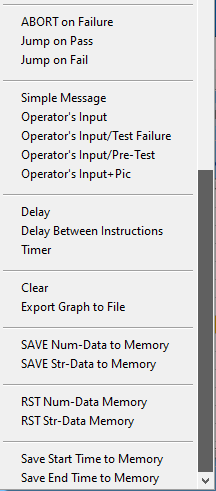 ABORT on Failure
Jump on Pass
Jump on Fail
Simple Message
Operator's Input
Operator's Input/Test Failure
Operator's Input/Pre-Test
Operator's Input+Pic
Delay
Delay Between Instructions
Timer
Clear
Export Graph to File
SAVE Num-Data to Memory
SAVE Str-Data to Memory
RST Num-Data Memory
RST Str-Data Memory
Save Start Time to Memory
Save End Time to Memory